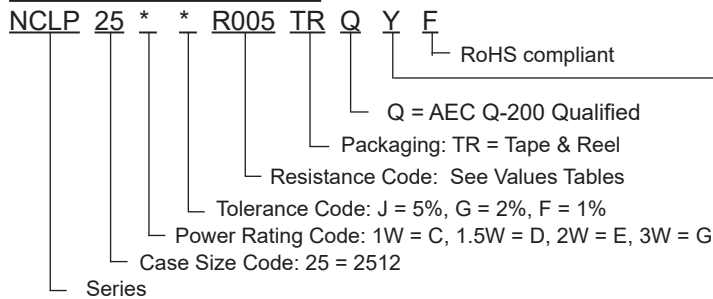 NCLP 25 * * R005 TR Q Y F
RoHS compliant
Q = AEC Q-200 Qualified
Packaging: TR = Tape & Reel
Resistance Code: See Values Tables
Tolerance Code: J = 5%, G = 2%, F = 1%
Power Rating Code: 1W = C, 1.5W = D, 2W = E, 3W = G
Case Size Code: 25 = 2512
Series